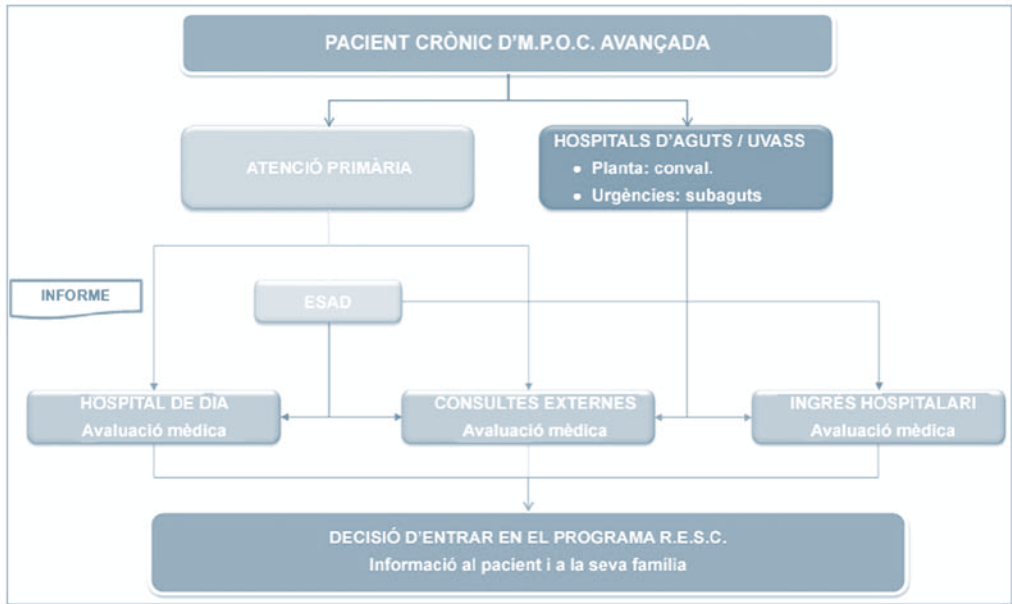 PACIENT CRÒNIC D'M.P.O.C. AVANÇADA
ATENCIÓ PRIMÀRIA
HOSPITALS D'AGUTS / UVASS
• Planta: conval.
• Urgències: subaguts
INFORME
ESAD
HOSPITAL DE DIA
Avaluació mèdica
CONSULTES EXTERNES
Avaluació mèdica
INGRÉS HOSPITALARI
Avaluació mèdica
DECISIÓ D'ENTRAR EN EL PROGRAMA R.E.S.C.
Informació al pacient i a la seva família